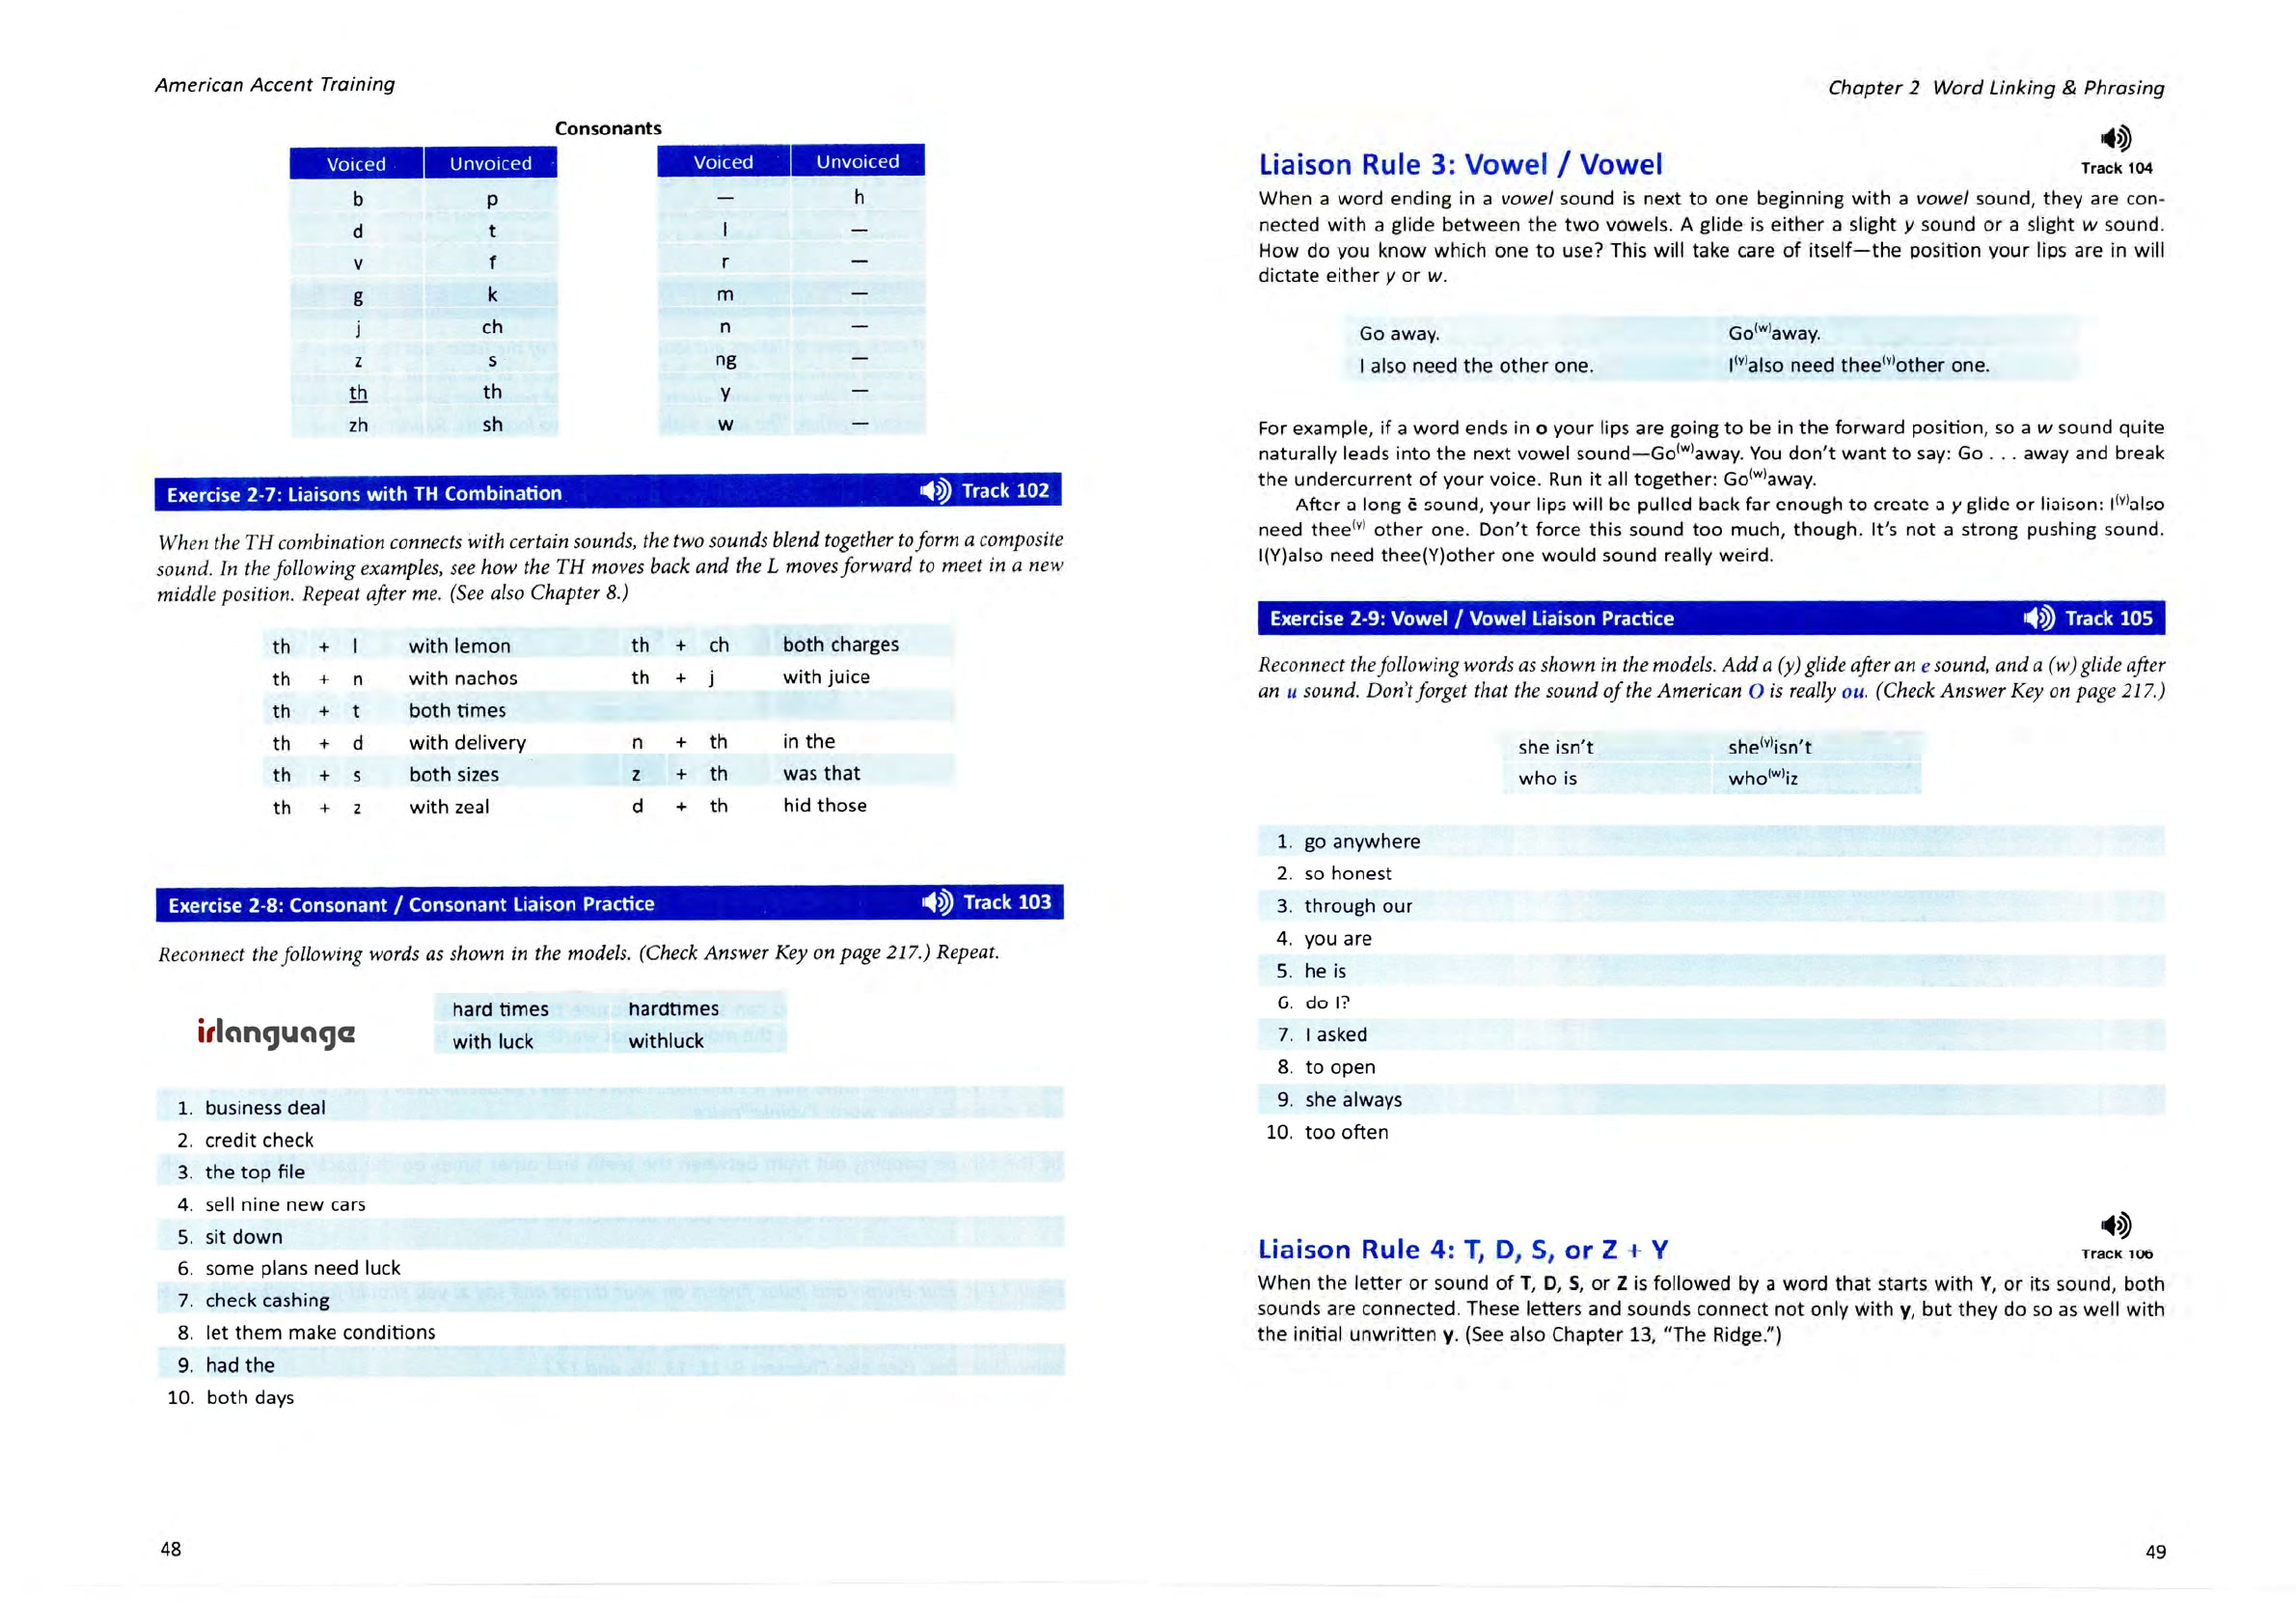 American Accent Training
Consonants
Voiced Unvoiced Voiced Unvoiced
b p — h
d t l —
v f r —
g k m —
j ch n —
z s ng —
th th y —
zh sh w —
Exercise 2-7: Liaisons with TH Combination Track 102
When the TH combination connects with certain sounds, the two sounds blend together to form a composite
sound. In the following examples, see how the TH moves back and the L moves forward to meet in a new
middle position. Repeat after me. (See also Chapter 8.)
th + l with lemon th + ch both charges
th + n with nachos th + j with juice
th + t both times
th + d with delivery n + th in the
th + s both sizes z + th was that
th + z with zeal d + th hid those
Exercise 2-8: Consonant / Consonant Liaison Practice Track 103
Reconnect the following words as shown in the models. (Check Answer Key on page 217.) Repeat.
irlanguage
hard times hardtimes
with luck withluck
1. business deal
2. credit check
3. the top file
4. sell nine new cars
5. sit down
6. some plans need luck
7. check cashing
8. let them make conditions
9. had the
10. both days
48
Chapter 2 Word Linking & Phrasing
Liaison Rule 3: Vowel / Vowel
Track 104
When a word ending in a vowel sound is next to one beginning with a vowel sound, they are con-
nected with a glide between the two vowels. A glide is either a slight y sound or a slight w sound.
How do you know which one to use? This will take care of itself—the position your lips are in will
dictate either y or w.
Go away. Go(w)away.
I also need the other one. I(y)also need thee(y)other one.
For example, if a word ends in o your lips are going to be in the forward position, so a w sound quite
naturally leads into the next vowel sound—Go(w)away. You don't want to say: Go . . . away and break
the undercurrent of your voice. Run it all together: Go(w)away.
After a long ē sound, your lips will be pulled back far enough to create a y glide or liaison: I(y)also
need thee(y) other one. Don't force this sound too much, though. It's not a strong pushing sound.
I(Y)also need thee(Y)other one would sound really weird.
Exercise 2-9: Vowel / Vowel Liaison Practice Track 105
Reconnect the following words as shown in the models. Add a (y) glide after an e sound, and a (w) glide after
an u sound. Don't forget that the sound of the American O is really ou. (Check Answer Key on page 217.)
she isn't she(y)isn't
who is who(w)iz
1. go anywhere
2. so honest
3. through our
4. you are
5. he is
6. do I?
7. I asked
8. to open
9. she always
10. too often
Liaison Rule 4: T, D, S, or Z + Y
Track 106
When the letter or sound of T, D, S, or Z is followed by a word that starts with Y, or its sound, both
sounds are connected. These letters and sounds connect not only with y, but they do so as well with
the initial unwritten y. (See also Chapter 13, "The Ridge.")
49